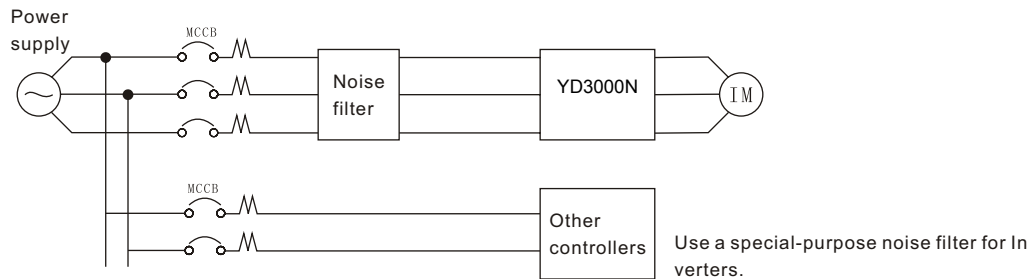 Power
supply
MCCB
Noise
filter
YD3000N
IM
MCCB
Other
controllers
Use a special-purpose noise filter for In
verters.